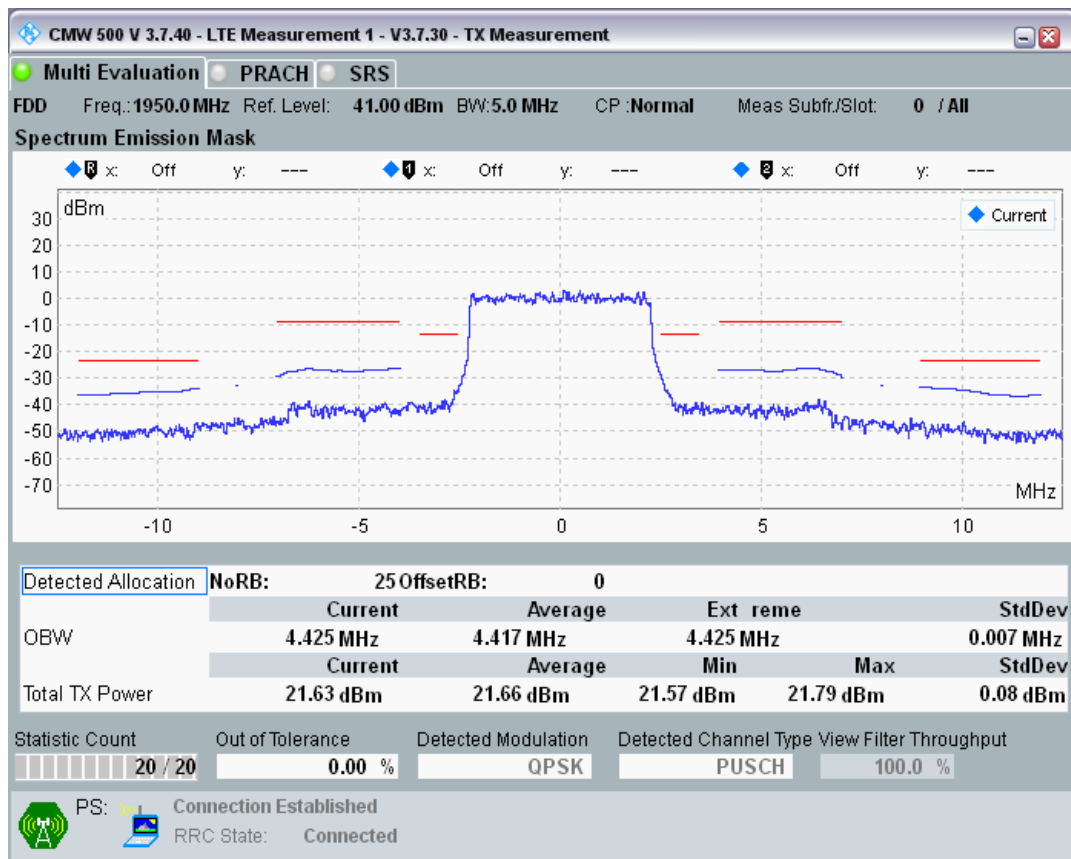 CMW 500 V 3.7.40 - LTE Measurement 1 - V3.7.30 - TX Measurement
Multi Evaluation PRACH SRS
FDD Freq.:1950.0MHz Ref. Level: 41.00 dBm BW:5.0 MHz CP :Normal Meas Subfr./Slot: 0 / All
Spectrum Emission Mask
R x: Off y: --- 1 x: Off y: --- 2 x: Off y: ---
dBm
Current
30
20
10
0
-10
-20
-30
-40
-50
-60
-70
MHz
-10 -5 0 5 10
Detected Allocation NoRB: 25 OffsetRB: 0
Current Average Ext reme StdDev
OBW 4.425 MHz 4.417 MHz 4.425 MHz 0.007 MHz
Current Average Min Max StdDev
Total TX Power 21.63 dBm 21.66 dBm 21.57 dBm 21.79 dBm 0.08 dBm
Statistic Count Out of Tolerance Detected Modulation Detected Channel Type View Filter Throughput
20 / 20 0.00 % QPSK PUSCH 100.0 %
PS: Connection Established
RRC State: Connected